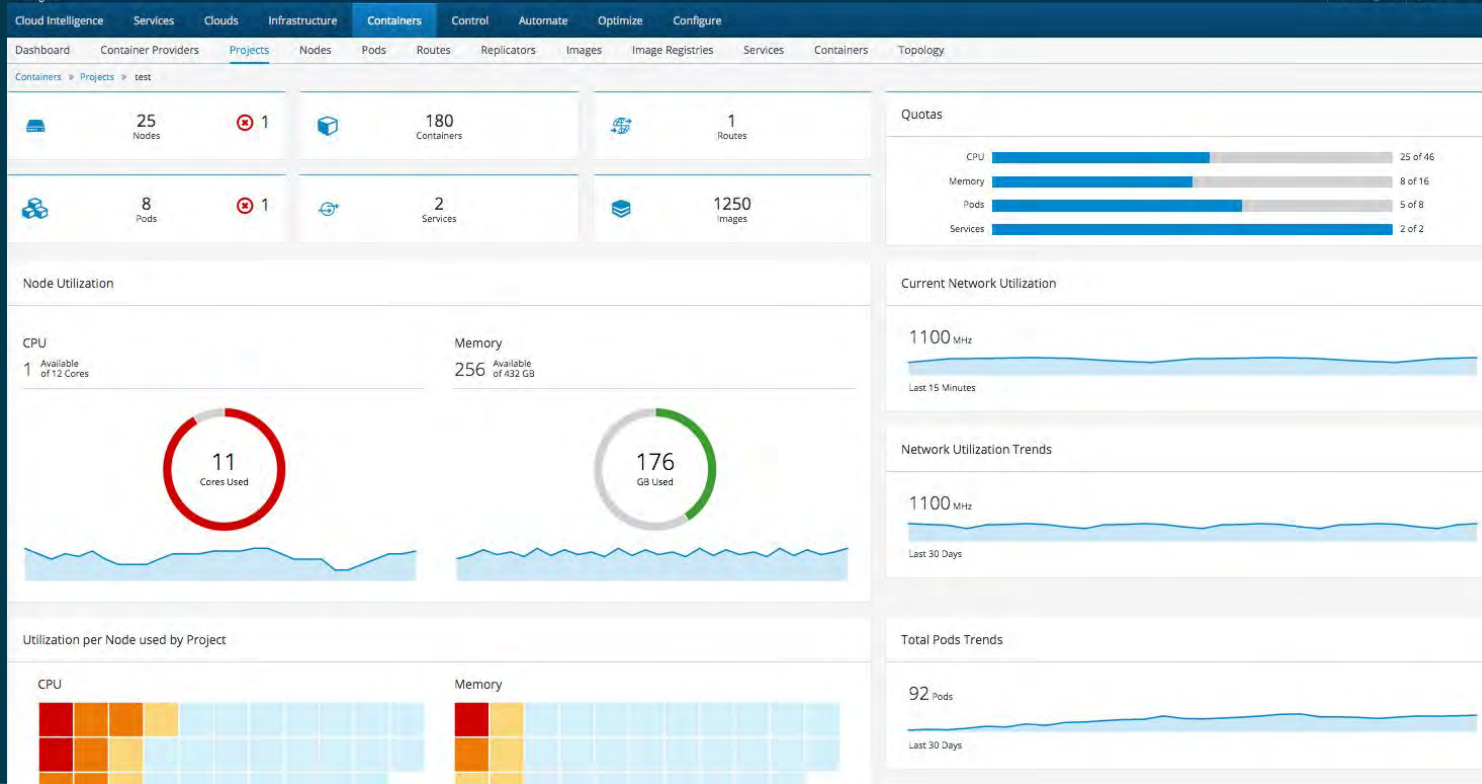 Cloud Intelligence Services Clouds Infrastructure Containers Control Automate Optimize Configure
Dashboard Container Providers Projects Nodes Pods Routes Replicators Images Image Registries Services Containers Topology
Containers » Projects » test
25
Nodes
1
180
Containers
1
Routes
8
Pods
1
2
Services
1250
Images
Quotas
CPU 25 of 46
Memory 8 of 16
Pods 5 of 8
Services 2 of 2
Node Utilization
CPU
1 Available
of 12 Cores
11
Cores Used
Memory
256 Available
of 432 GB
176
GB Used
Current Network Utilization
1100 MHz
Last 15 Minutes
Network Utilization Trends
1100 MHz
Last 30 Days
Utilization per Node used by Project
CPU
Memory
Total Pods Trends
92 Pods
Last 30 Days